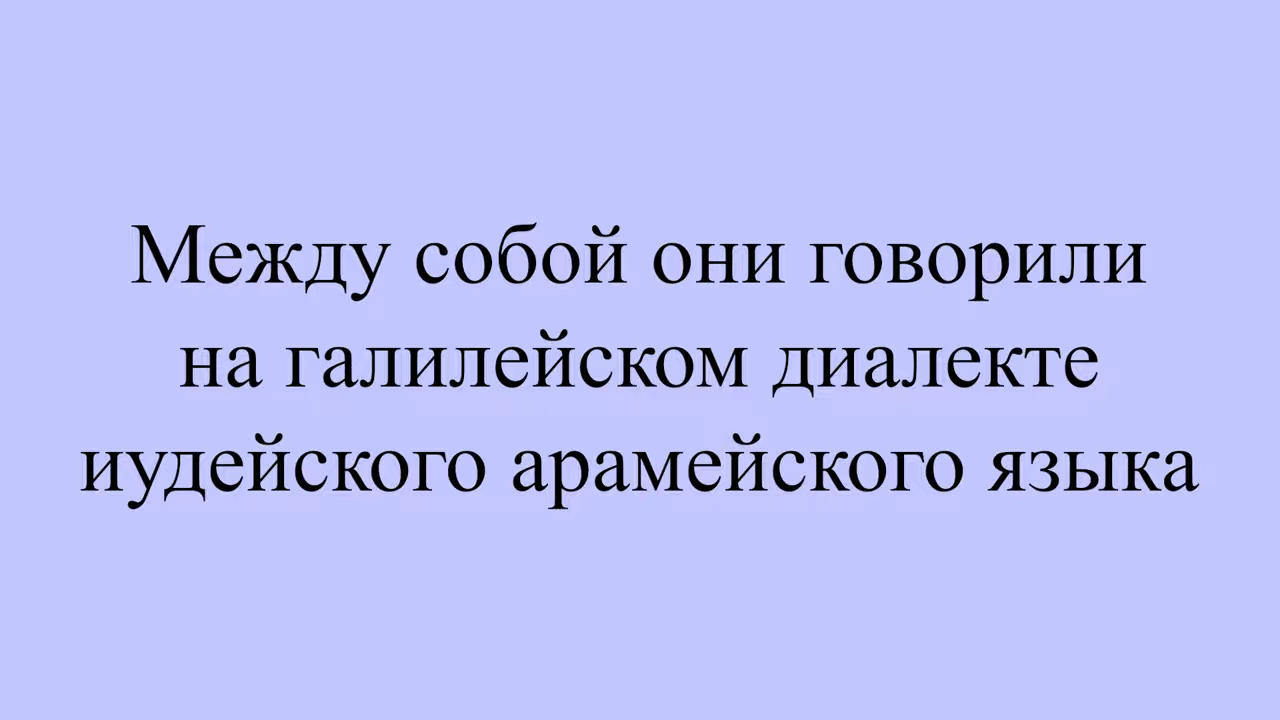 Между собой они говорили
на галилейском диалекте
иудейского арамейского языка